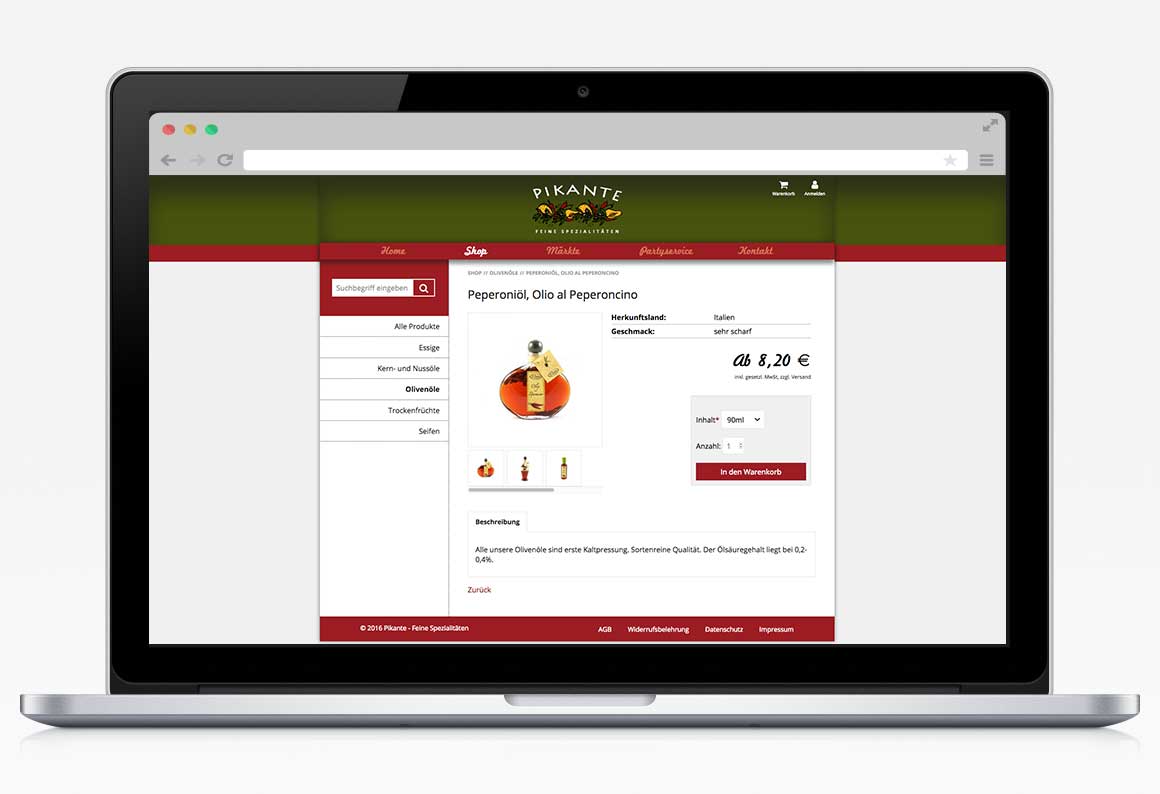 PIKANTE
FEINE SPEZIALITÄTEN
Warenkorb Anmelden
Home Shop Märkte Partyservice Kontakt
Suchbegriff eingeben
Alle Produkte
Essige
Kern- und Nussöle
Olivenöle
Trockenfrüchte
Seifen
SHOP // OLIVENÖLE // PEPERONIÖL, OLIO AL PEPERONCINO
Peperoniöl, Olio al Peperoncino
Herkunftsland: Italien
Geschmack: sehr scharf
Ab 8,20 €
inkl. gesetzl. MwSt, zzgl. Versand
Inhalt* 90ml
Anzahl: 1
In den Warenkorb
Beschreibung
Alle unsere Olivenöle sind erste Kaltpressung. Sortenreine Qualität. Der Ölsäuregehalt liegt bei 0,2-
0,4%.
Zurück
© 2016 Pikante - Feine Spezialitäten
AGB Widerrufsbelehrung Datenschutz Impressum